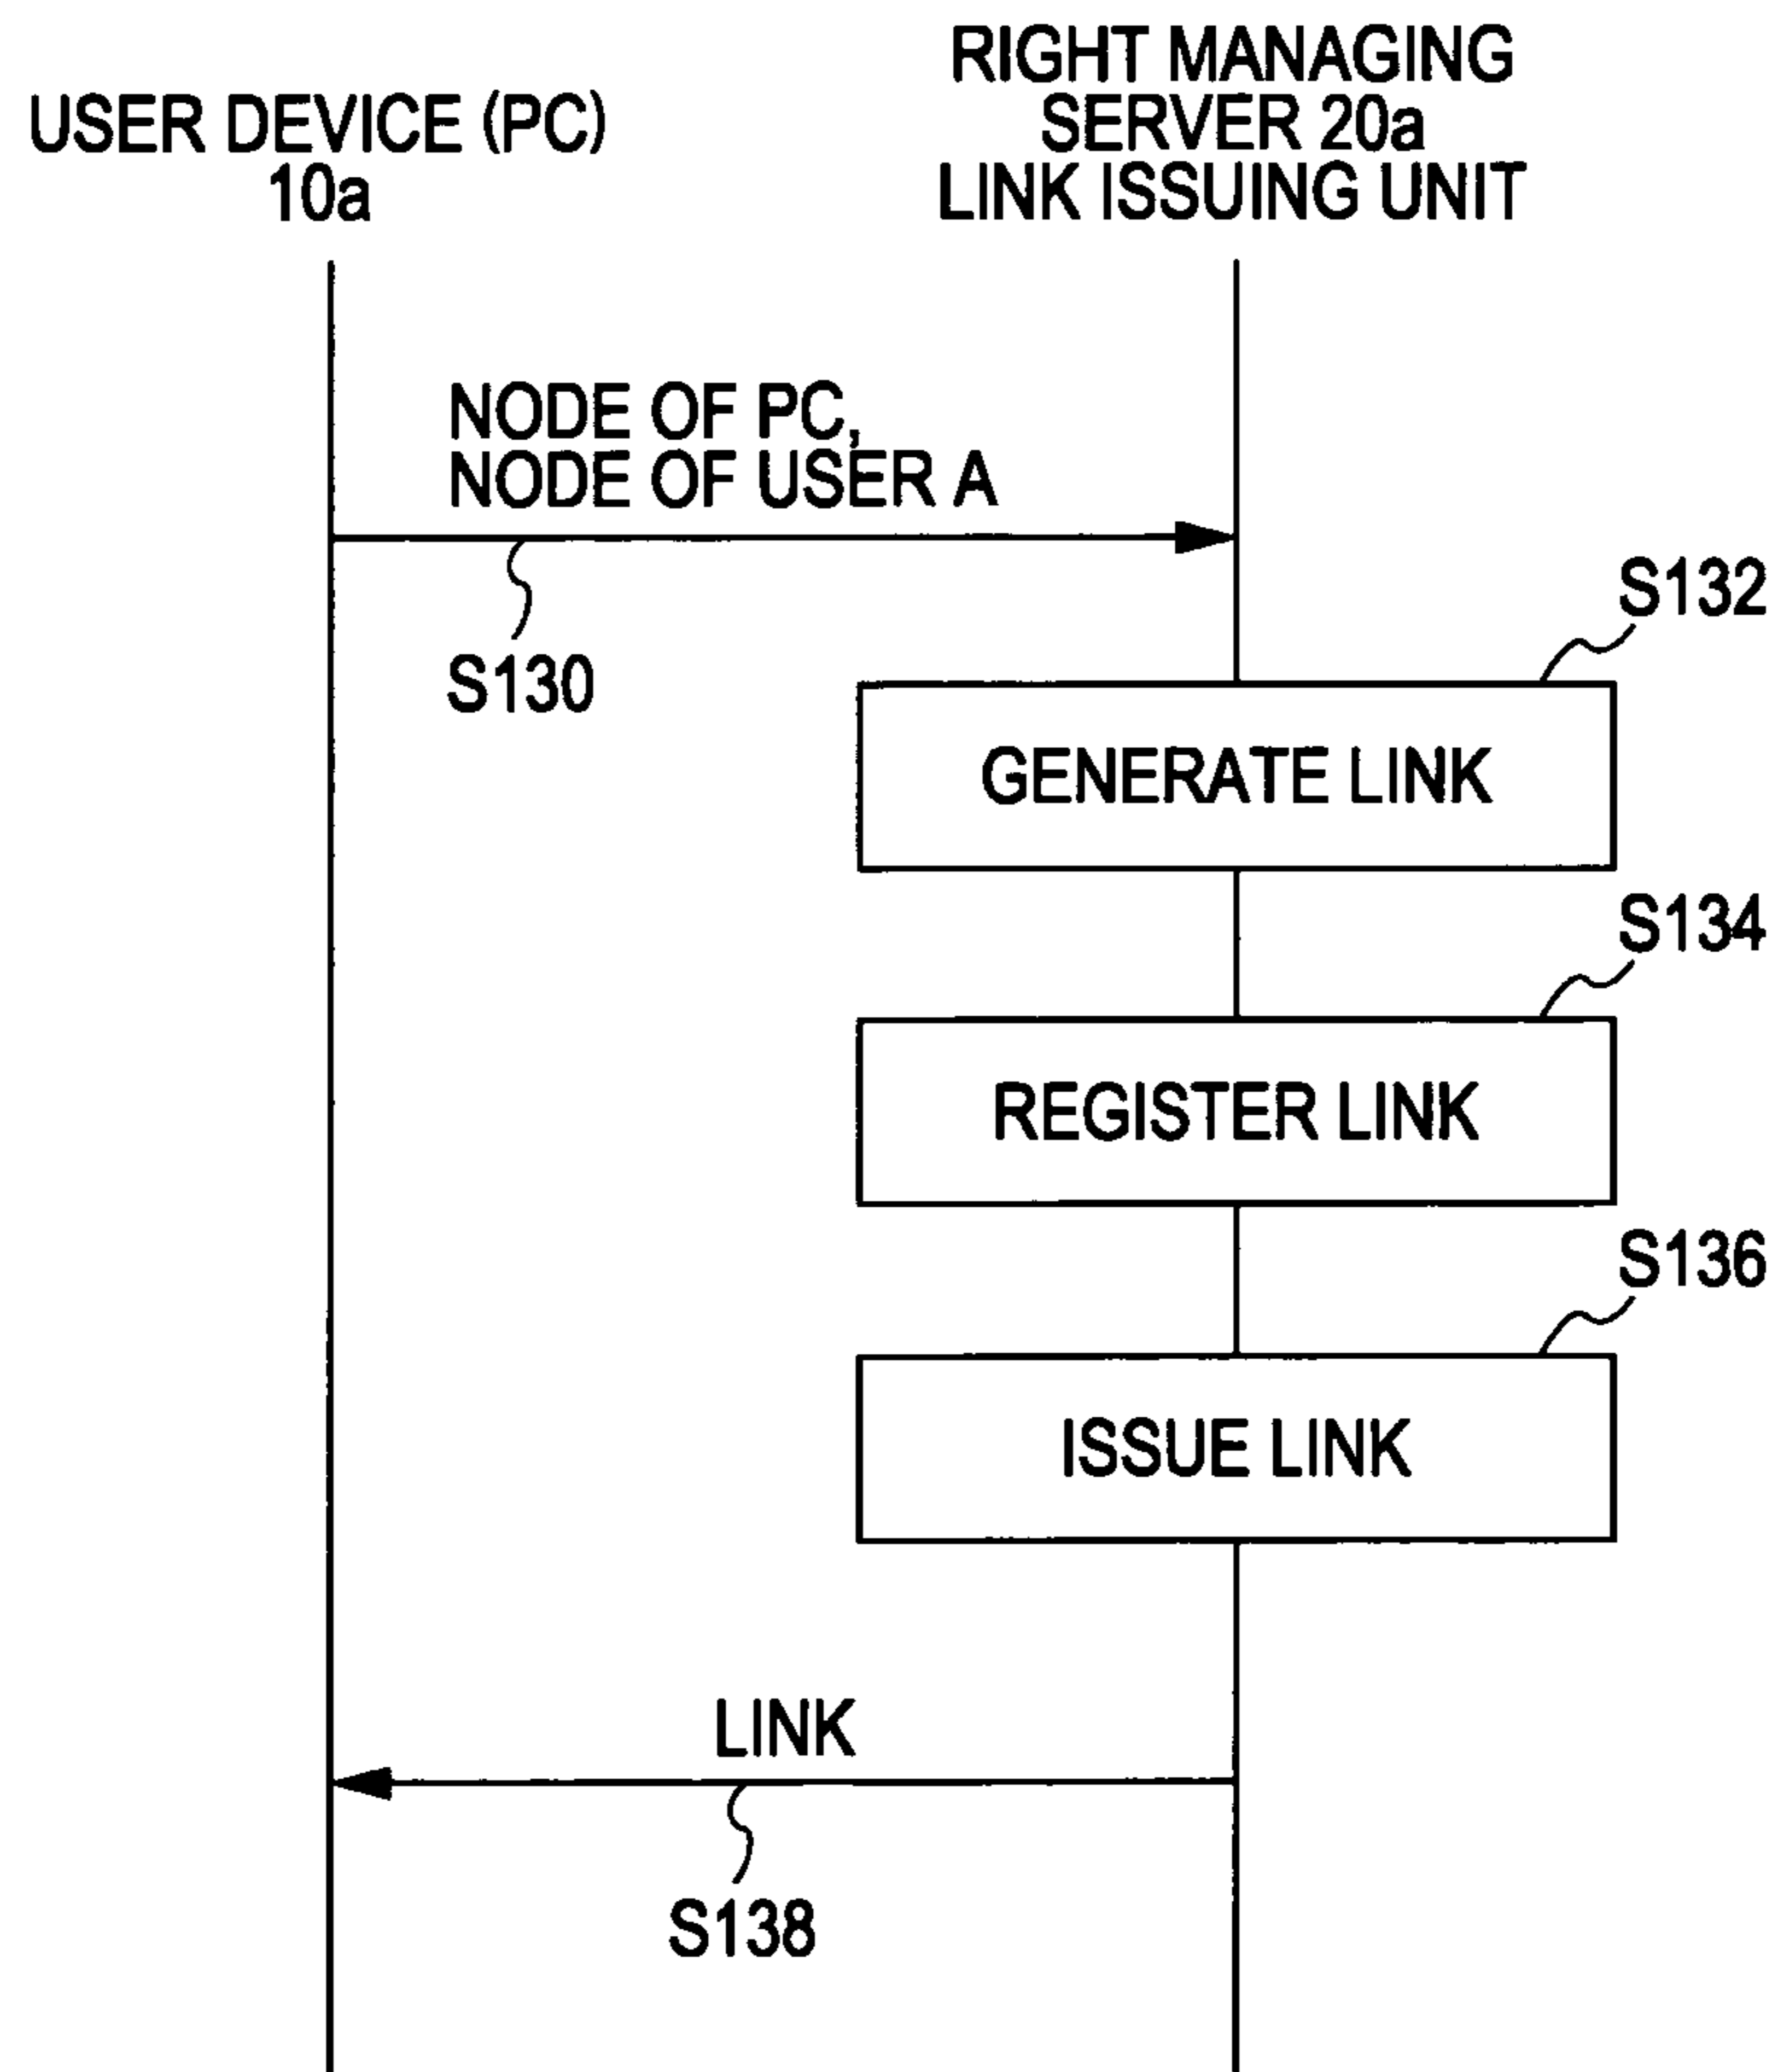 USER DEVICE (PC)
10a
RIGHT MANAGING
SERVER 20a
LINK ISSUING UNIT
NODE OF PC,
NODE OF USER A
S130
S132
GENERATE LINK
S134
REGISTER LINK
S136
ISSUE LINK
LINK
S138